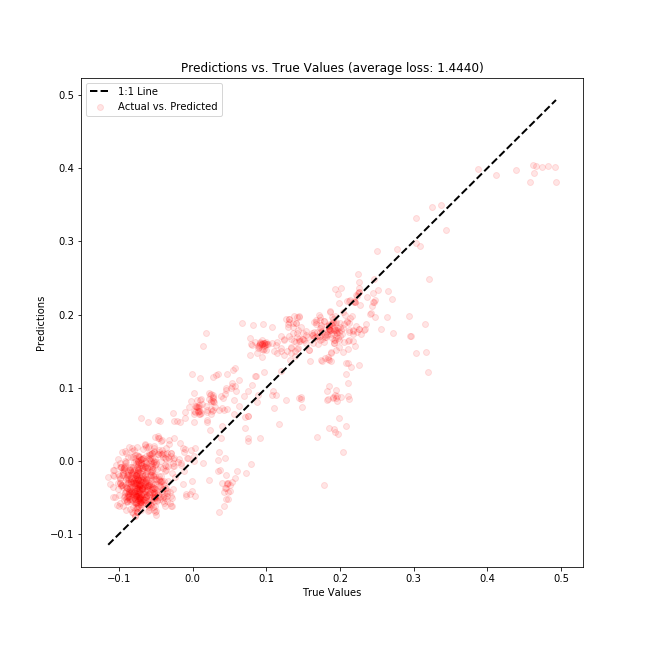 Predictions vs. True Values (average loss: 1.4440)
1:1 Line
Actual vs. Predicted
0.5
0.4
0.3
0.2
0.1
0.0
−0.1
Predictions
−0.1 0.0 0.1 0.2 0.3 0.4 0.5
True Values